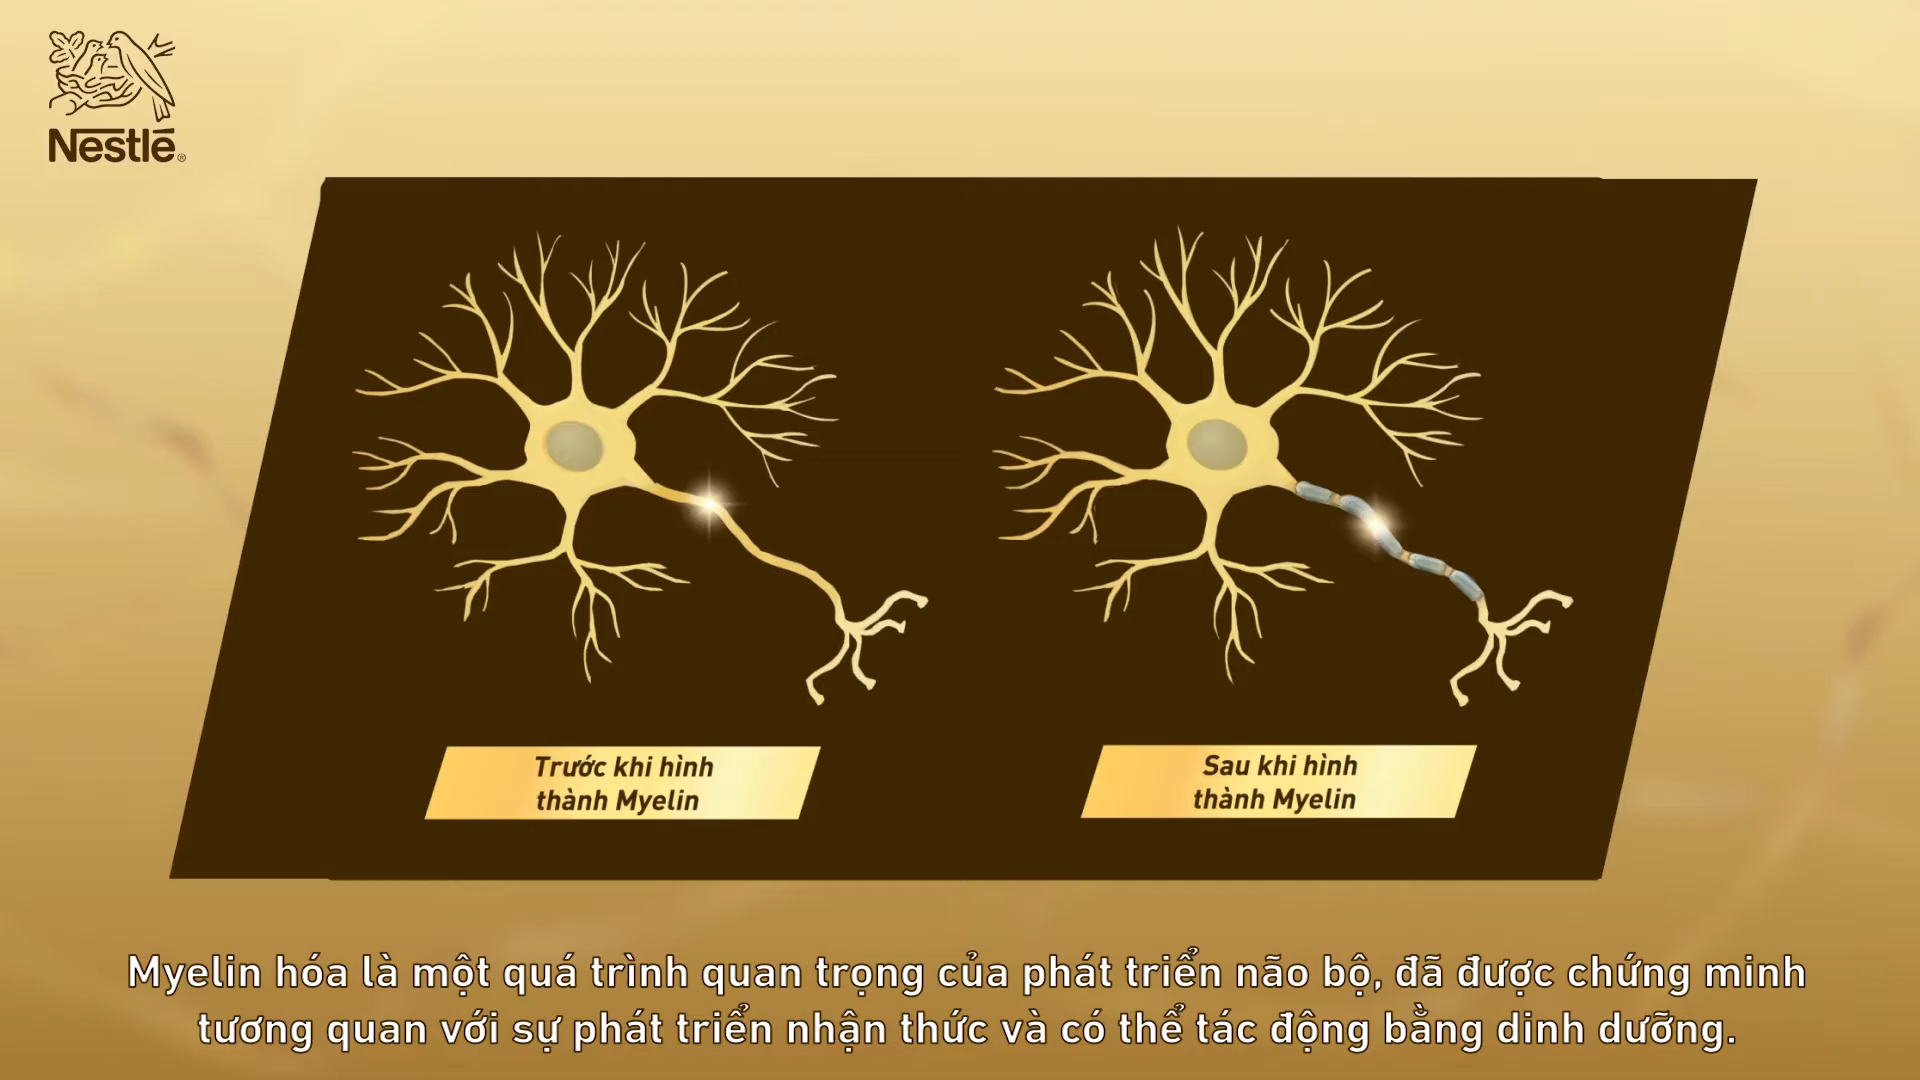 Nestlé®
Trước khi hình
thành Myelin
Sau khi hình
thành Myelin
Myelin hóa là một quá trình quan trọng của phát triển não bộ, đã được chứng minh
tương quan với sự phát triển nhận thức và có thể tác động bằng dinh dưỡng.